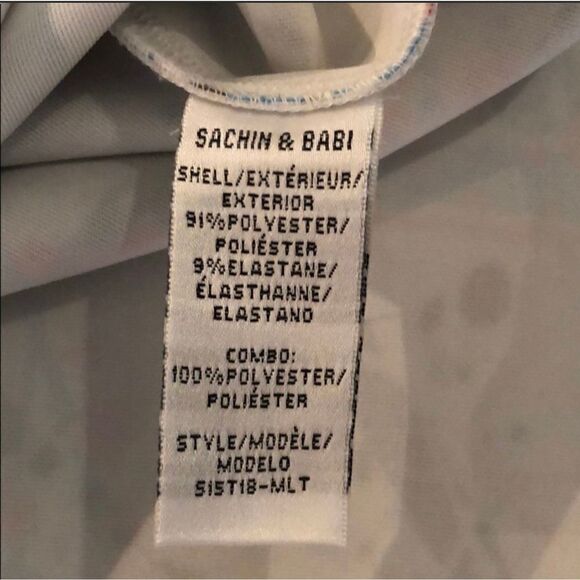 SACHIN & BABI
SHELL/EXTÉRIEUR/
EXTERIOR
91%POLYESTER/
POLIÉSTER
9%ELASTANE/
ÉLASTHANNE/
ELASTANO
COMBO:
100%POLYESTER/
POLIÉSTER
STYLE/MODÈLE/
MODELO
S15T18-MLT